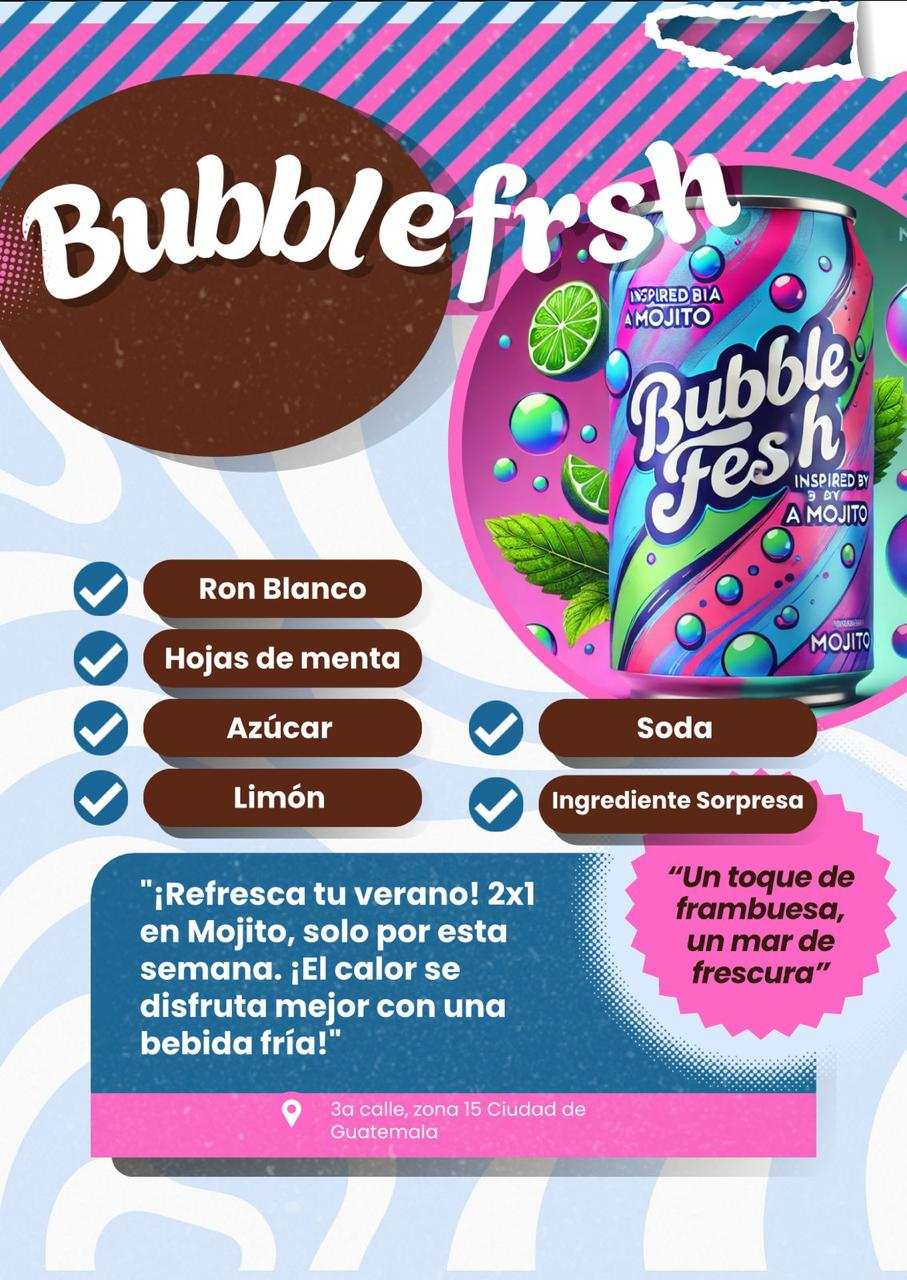 Bubblefrsh
INSPIRED BIA
A MOJITO
Bubble
Fesh
INSPIRED BY
A MOJITO
MOJITO
Ron Blanco
Hojas de menta
Azúcar
Limón
Soda
Ingrediente Sorpresa
"¡Refresca tu verano! 2x1
en Mojito, solo por esta
semana. ¡El calor se
disfruta mejor con una
bebida fría!"
“Un toque de
frambuesa,
un mar de
frescura”
3a calle, zona 15 Ciudad de
Guatemala